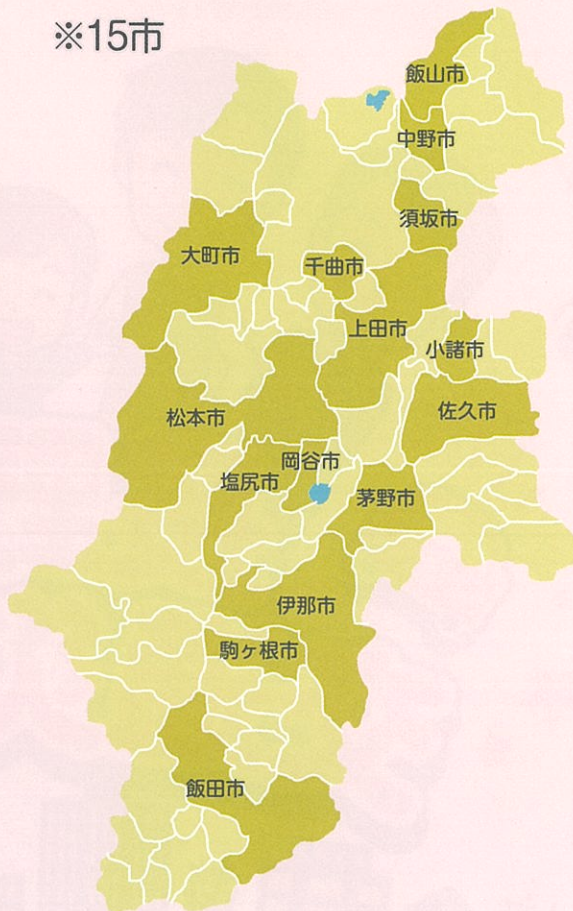 ※15市
飯山市
中野市
須坂市
大町市
千曲市
上田市
小諸市
松本市
佐久市
岡谷市
塩尻市
茅野市
伊那市
駒ヶ根市
飯田市